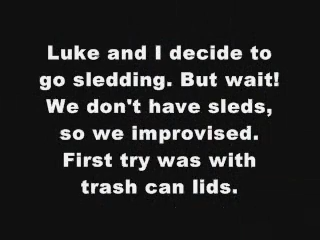 Luke and I decide to
go sledding. But wait!
We don't have sleds,
so we improvised.
First try was with
trash can lids.